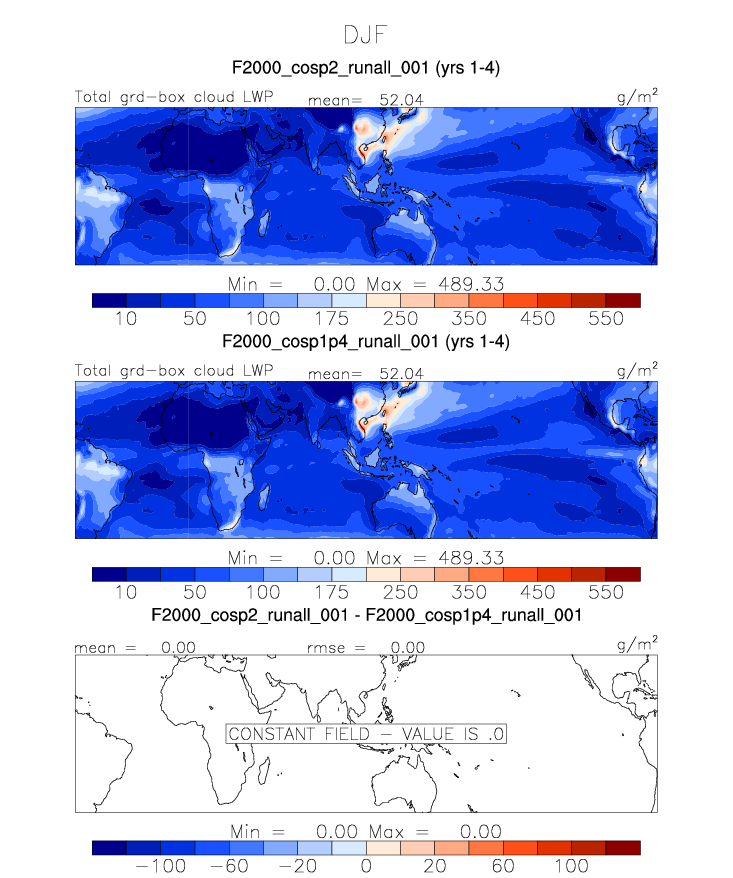 DJF
F2000_cosp2_runall_001 (yrs 1-4)
Total grd-box cloud LWP mean= 52.04 g/m²
Min = 0.00 Max = 489.33
10 50 100 175 250 350 450 550
F2000_cosp1p4_runall_001 (yrs 1-4)
Total grd-box cloud LWP mean= 52.04 g/m²
Min = 0.00 Max = 489.33
10 50 100 175 250 350 450 550
F2000_cosp2_runall_001 - F2000_cosp1p4_runall_001
mean = 0.00 rmse = 0.00 g/m²
CONSTANT FIELD - VALUE IS .0
Min = 0.00 Max = 0.00
-100 -60 -20 0 20 60 100